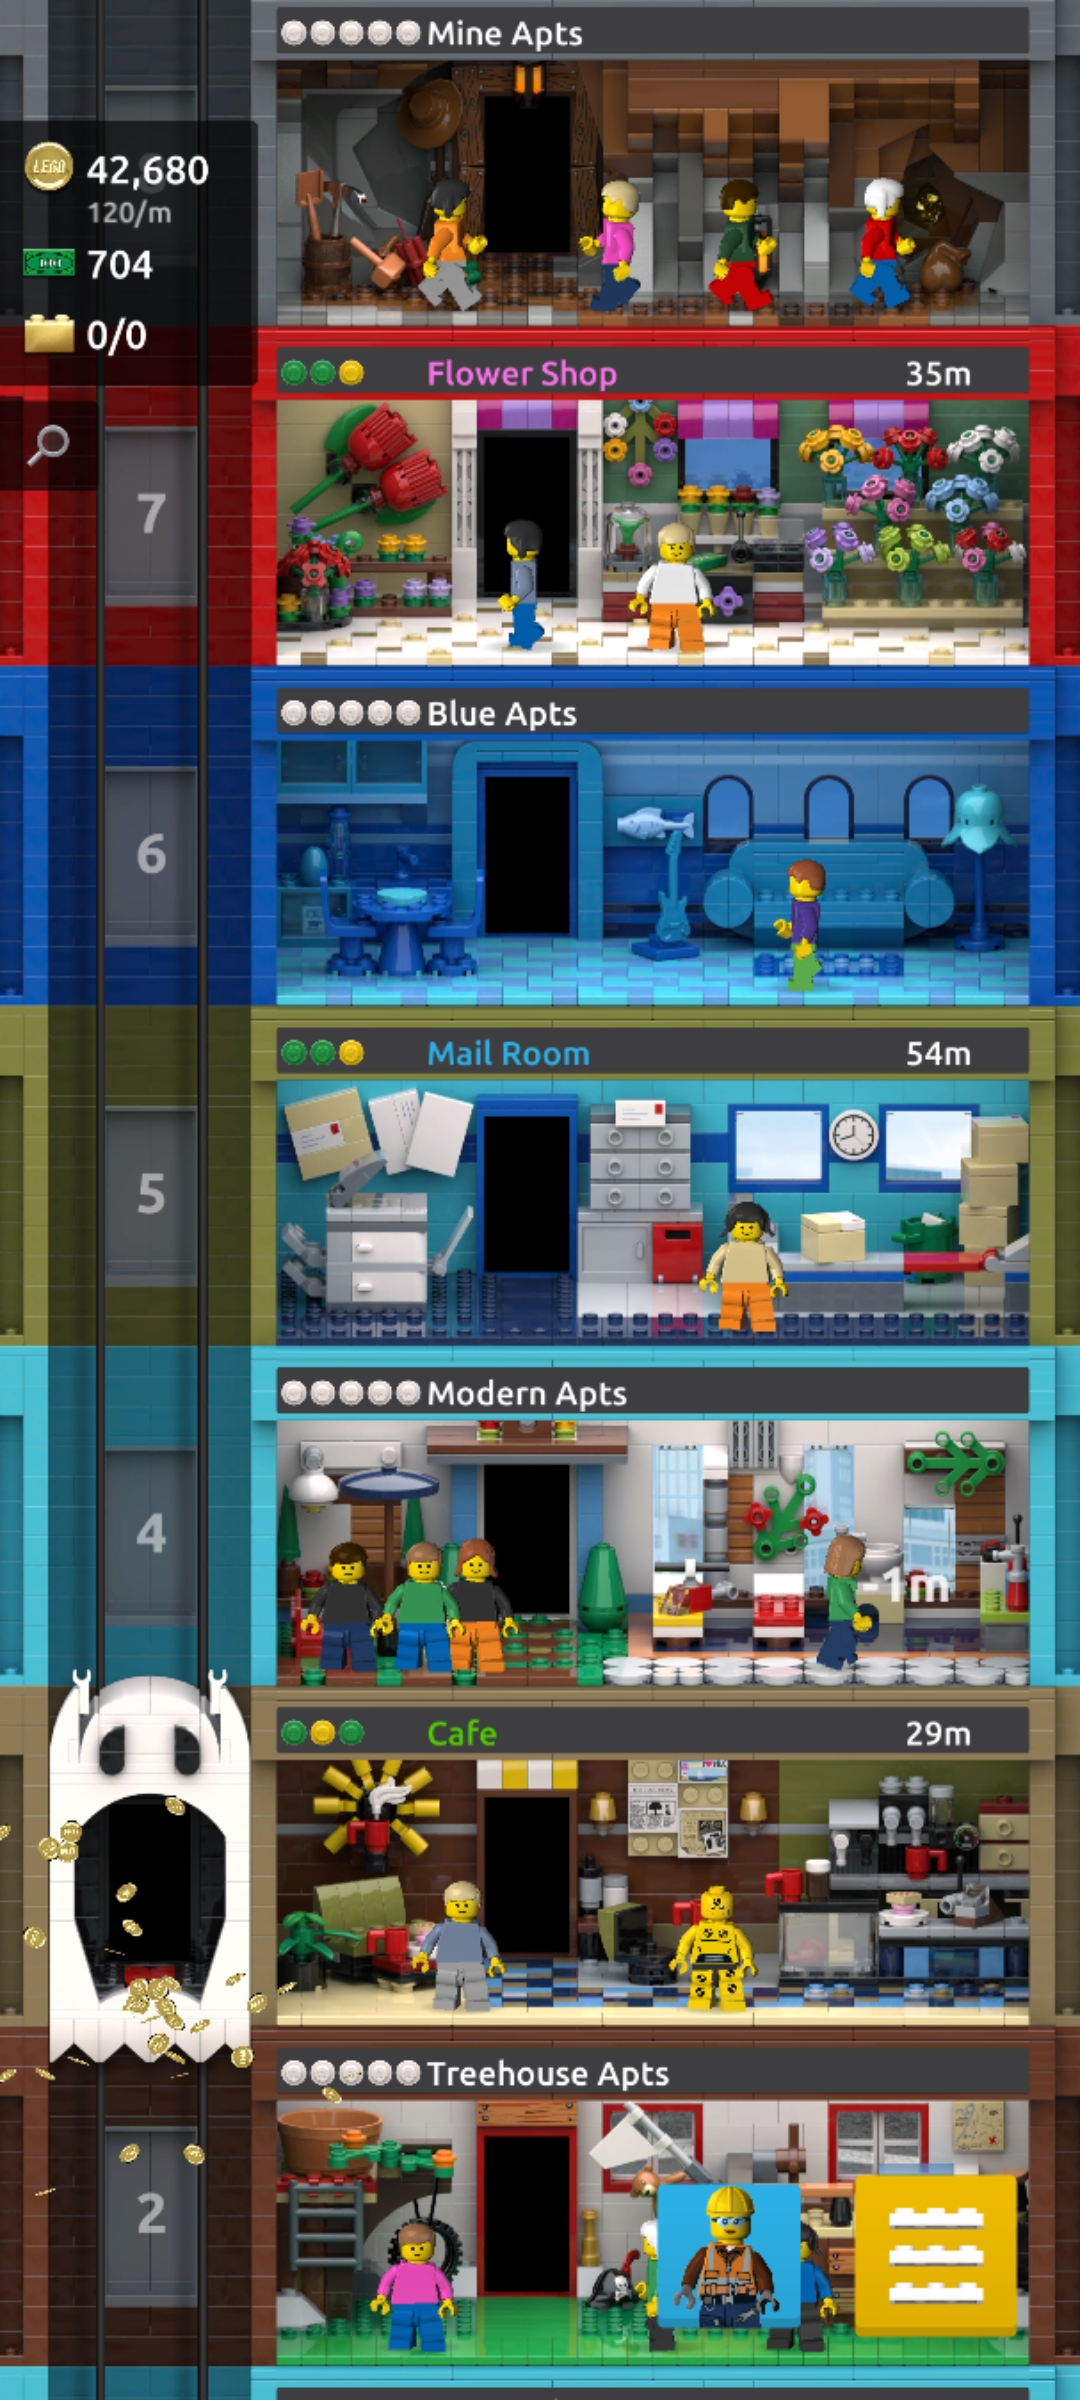 Mine Apts
LEGO 42,680
120/m
704
0/0
Flower Shop 35m
7
Blue Apts
6
Mail Room 54m
5
Modern Apts
4
-1m
Cafe 29m
Treehouse Apts
2